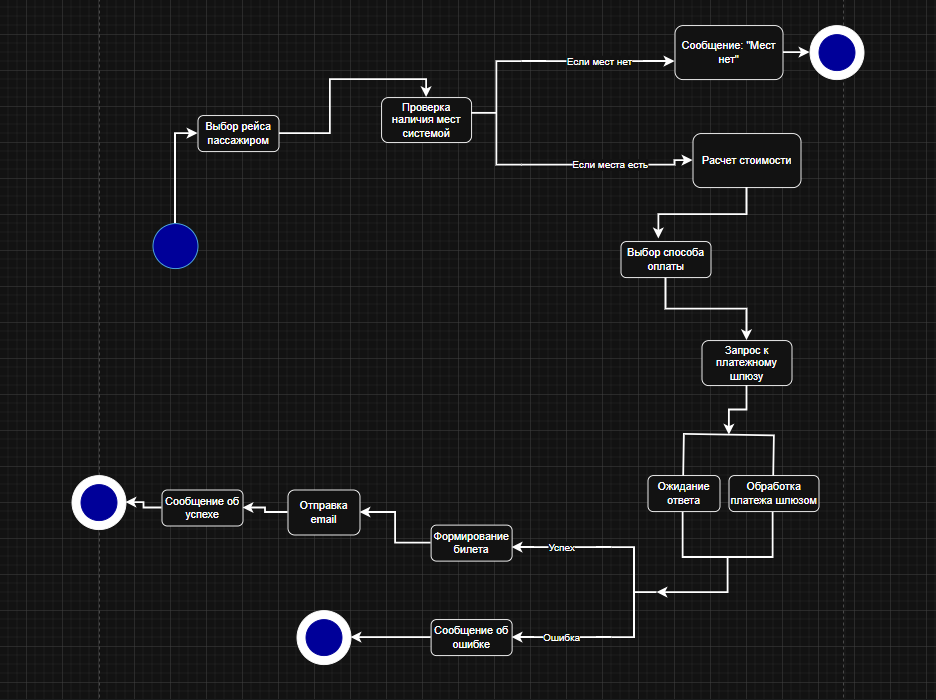 Сообщение: "Мест
нет"
Если мест нет
Проверка
наличия мест
системой
Выбор рейса
пассажиром
Если места есть
Расчет стоимости
Выбор способа
оплаты
Запрос к
платежному
шлюзу
Ожидание
ответа
Обработка
платежа шлюзом
Сообщение об
успехе
Отправка
email
Формирование
билета
Успех
Сообщение об
ошибке
Ошибка